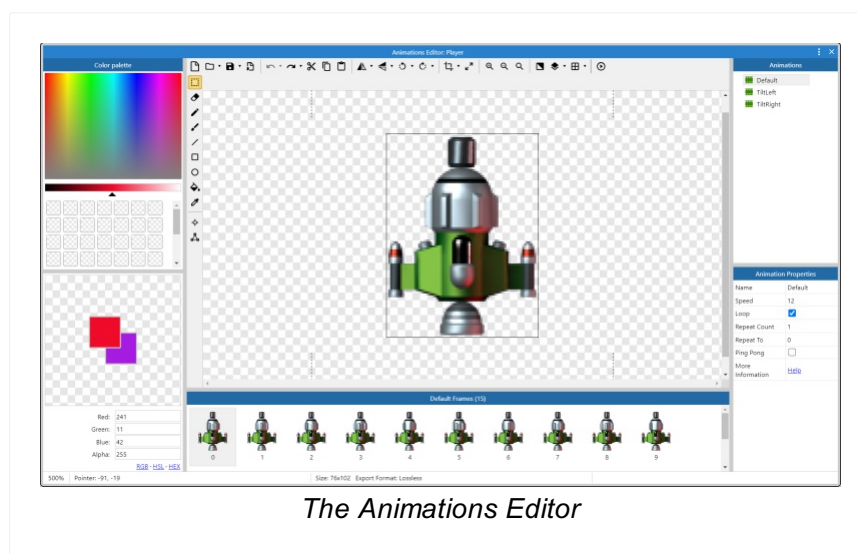 Animations Editor: Player
Color palette
Animations
Default
TiltLeft
TiltRight
Animation Properties
Name Default
Speed 12
Loop
Repeat Count 1
Repeat To 0
Ping Pong
More
Information Help
Default Frames (15)
0 1 2 3 4 5 6 7 8 9
Red: 241
Green: 11
Blue: 42
Alpha: 255
RGB - HSL - HEX
500% Pointer: -91, -19 Size: 76x102 Export Format: Lossless
The Animations Editor